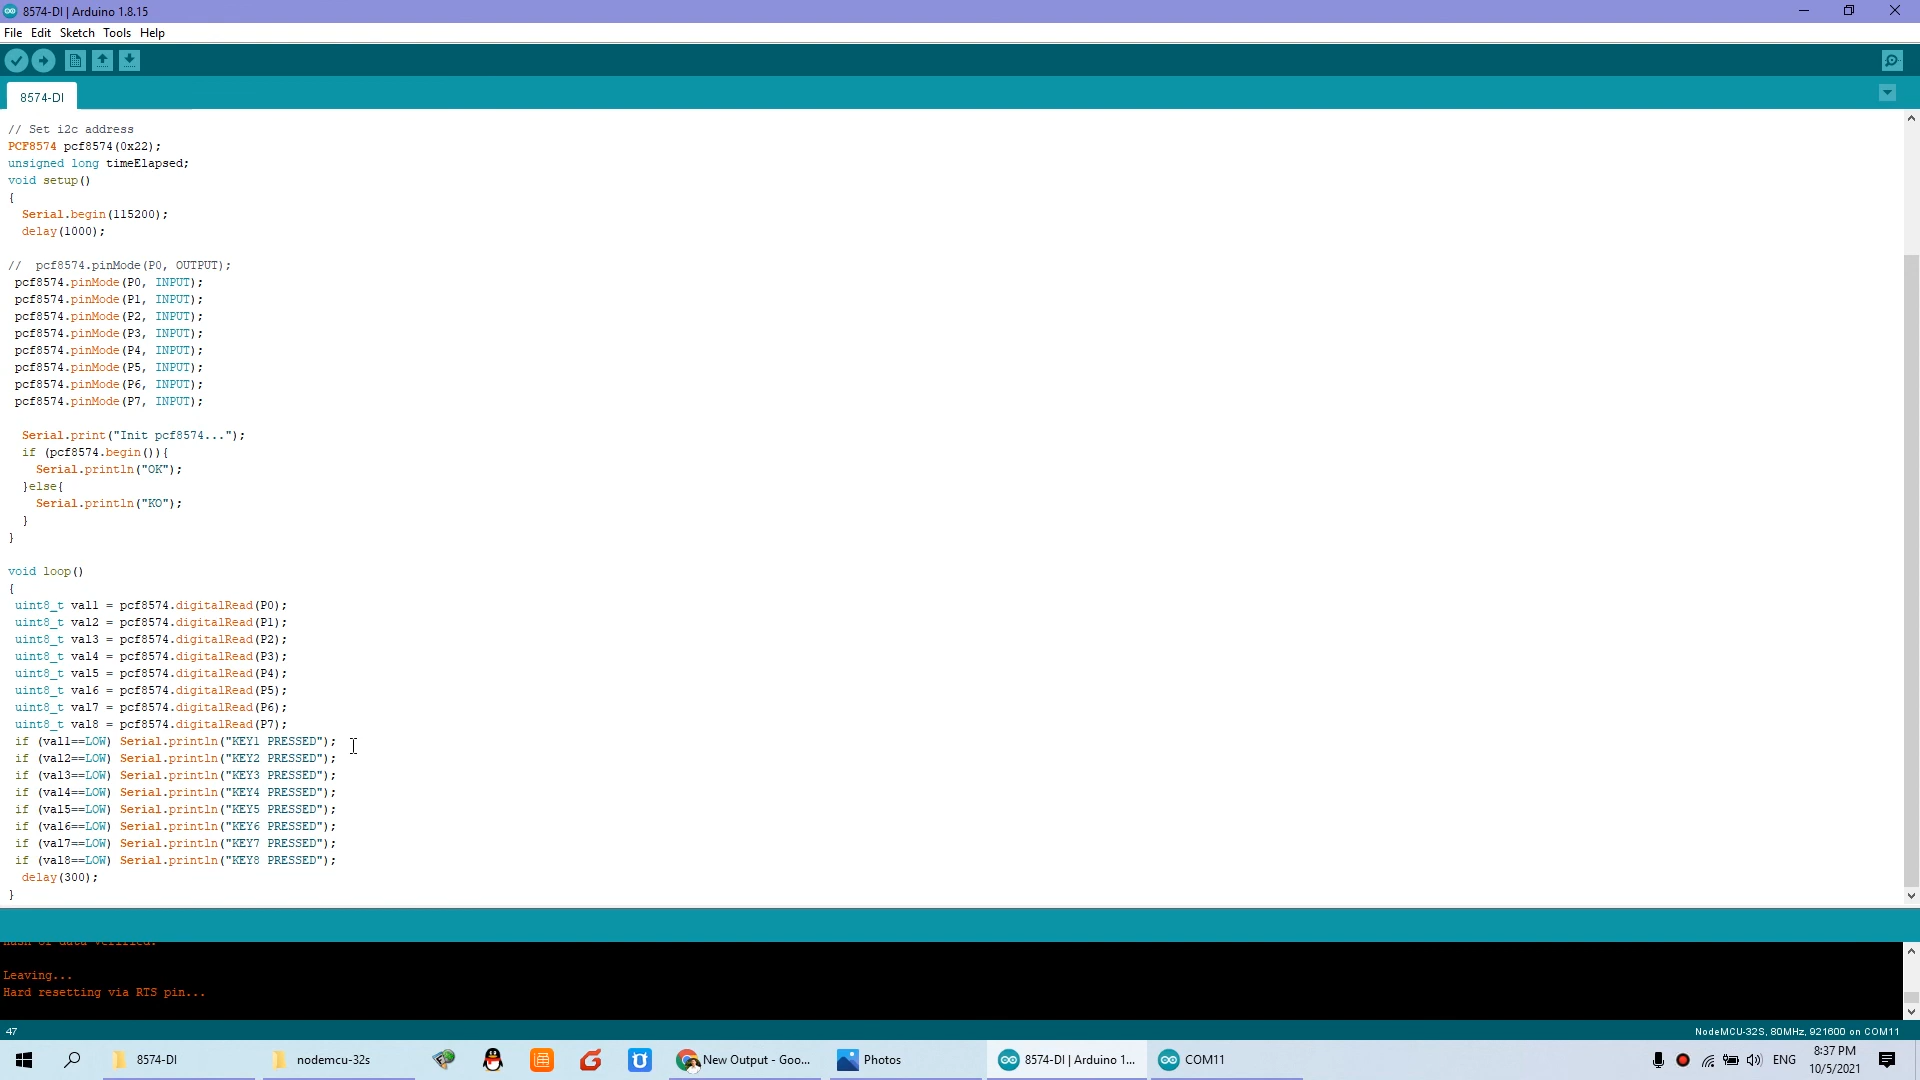 8574-DI | Arduino 1.8.15
File Edit Sketch Tools Help
8574-DI
// Set i2c address
PCF8574 pcf8574(0x22);
unsigned long timeElapsed;
void setup()
{
  Serial.begin(115200);
  delay(1000);
//  pcf8574.pinMode(P0, OUTPUT);
 pcf8574.pinMode(P0, INPUT);
 pcf8574.pinMode(P1, INPUT);
 pcf8574.pinMode(P2, INPUT);
 pcf8574.pinMode(P3, INPUT);
 pcf8574.pinMode(P4, INPUT);
 pcf8574.pinMode(P5, INPUT);
 pcf8574.pinMode(P6, INPUT);
 pcf8574.pinMode(P7, INPUT);
  Serial.print("Init pcf8574...");
  if (pcf8574.begin()){
    Serial.println("OK");
  }else{
    Serial.println("KO");
  }
}
void loop()
{
 uint8_t val1 = pcf8574.digitalRead(P0);
 uint8_t val2 = pcf8574.digitalRead(P1);
 uint8_t val3 = pcf8574.digitalRead(P2);
 uint8_t val4 = pcf8574.digitalRead(P3);
 uint8_t val5 = pcf8574.digitalRead(P4);
 uint8_t val6 = pcf8574.digitalRead(P5);
 uint8_t val7 = pcf8574.digitalRead(P6);
 uint8_t val8 = pcf8574.digitalRead(P7);
 if (val1==LOW) Serial.println("KEY1 PRESSED");
 if (val2==LOW) Serial.println("KEY2 PRESSED");
 if (val3==LOW) Serial.println("KEY3 PRESSED");
 if (val4==LOW) Serial.println("KEY4 PRESSED");
 if (val5==LOW) Serial.println("KEY5 PRESSED");
 if (val6==LOW) Serial.println("KEY6 PRESSED");
 if (val7==LOW) Serial.println("KEY7 PRESSED");
 if (val8==LOW) Serial.println("KEY8 PRESSED");
  delay(300);
}
Hash of data verified.
Leaving...
Hard resetting via RTS pin...
47 NodeMCU-32S, 80MHz, 921600 on COM11
8574-DI nodemcu-32s New Output - Goo... Photos 8574-DI | Arduino 1... COM11 ENG 8:37 PM
10/5/2021